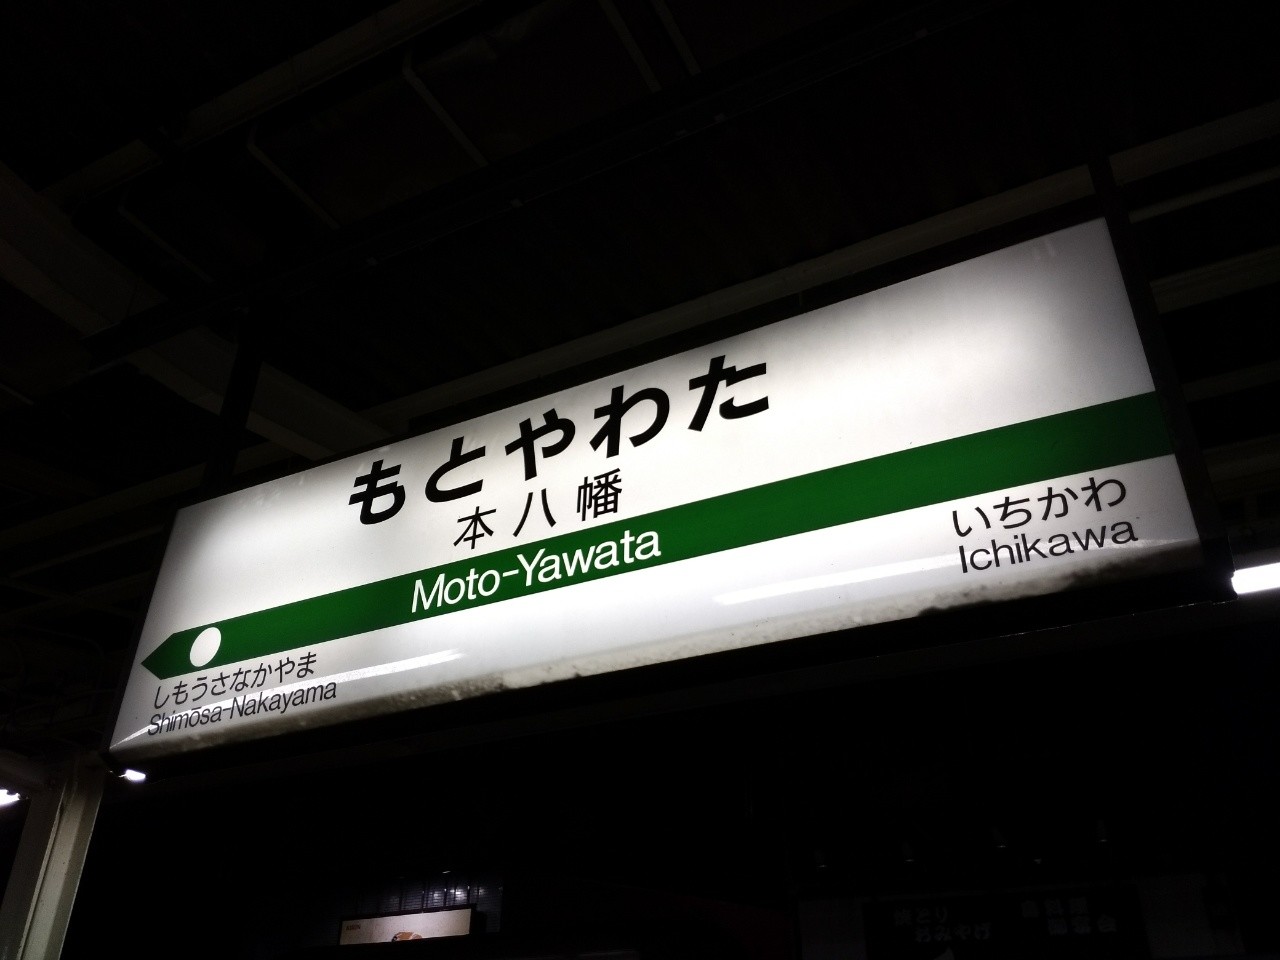 もとやわた
本八幡
Moto-Yawata
いちかわ
Ichikawa
しもうさなかやま
Shimōsa-Nakayama